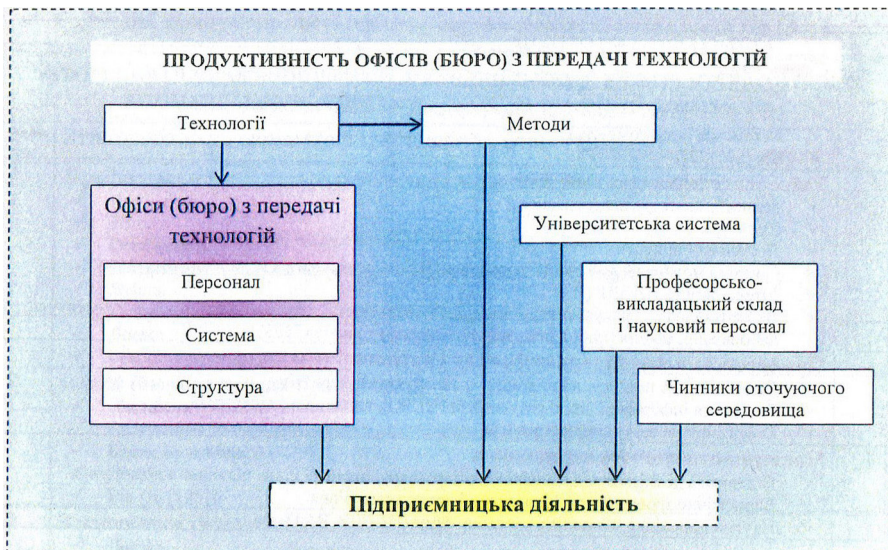 ПРОДУКТИВНІСТЬ ОФІСІВ (БЮРО) З ПЕРЕДАЧІ ТЕХНОЛОГІЙ
Технології
Методи
Офіси (бюро) з передачі
технологій
Університетська система
Персонал
Професорсько-
викладацький склад
і науковий персонал
Система
Структура
Чинники оточуючого
середовища
Підприємницька діяльність